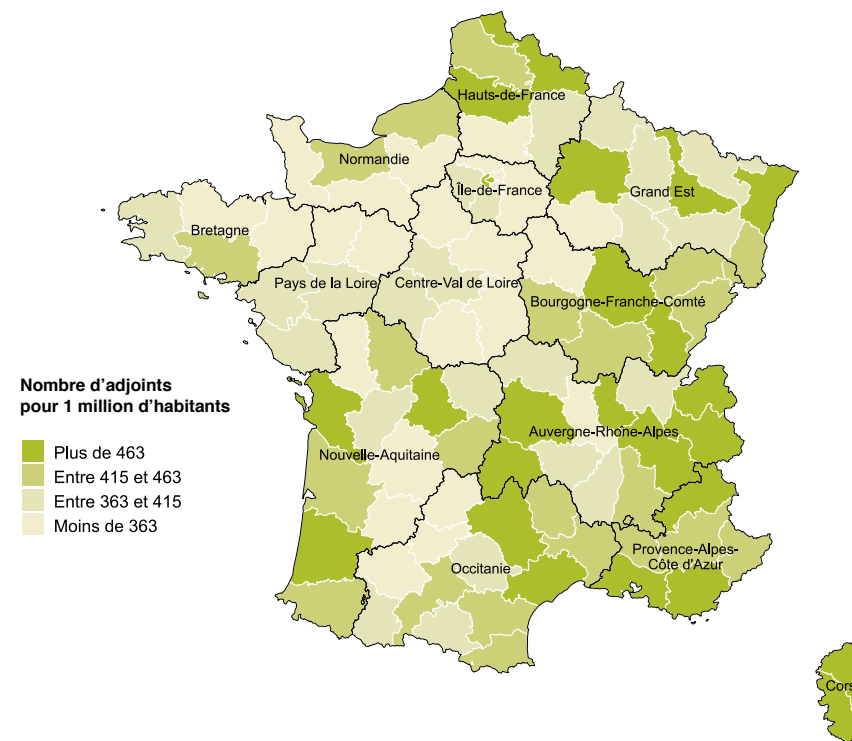 Hauts-de-France
Normandie
Île-de-France
Grand Est
Bretagne
Pays de la Loire
Centre-Val de Loire
Bourgogne-Franche-Comté
Nombre d'adjoints
pour 1 million d'habitants
Plus de 463
Entre 415 et 463
Entre 363 et 415
Moins de 363
Auvergne-Rhône-Alpes
Nouvelle-Aquitaine
Provence-Alpes-
Côte d'Azur
Occitanie
Cors